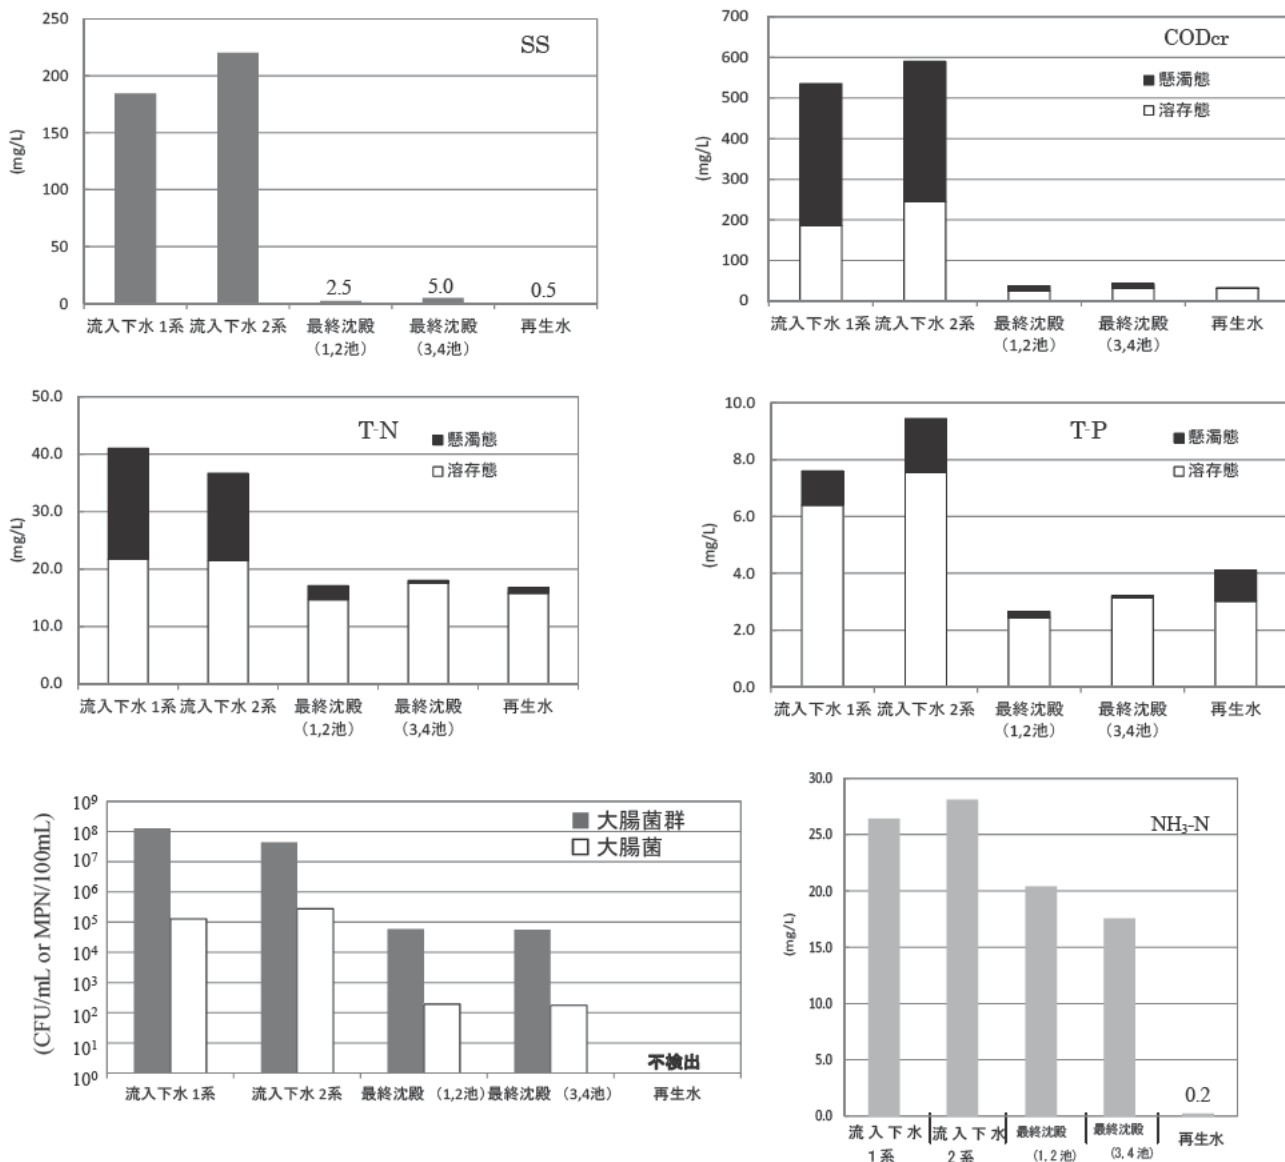 SS
(mg/L)
250
200
150
100
50
0
2.5
5.0
0.5
流入下水 1系
流入下水 2系
最終沈殿
(1,2池)
最終沈殿
(3,4池)
再生水
CODcr
懸濁態
溶存態
(mg/L)
700
600
500
400
300
200
100
0
流入下水 1系
流入下水 2系
最終沈殿
(1,2池)
最終沈殿
(3,4池)
再生水
T-N
懸濁態
溶存態
(mg/L)
50.0
40.0
30.0
20.0
10.0
0.0
流入下水 1系
流入下水 2系
最終沈殿
(1,2池)
最終沈殿
(3,4池)
再生水
T-P
懸濁態
溶存態
(mg/L)
10.0
8.0
6.0
4.0
2.0
0.0
流入下水 1系
流入下水 2系
最終沈殿
(1,2池)
最終沈殿
(3,4池)
再生水
大腸菌群
大腸菌
(CFU/mL or MPN/100mL)
10⁹
10⁸
10⁷
10⁶
10⁵
10⁴
10³
10²
10¹
10⁰
不検出
流入下水 1系
流入下水 2系
最終沈殿 (1,2池)
最終沈殿 (3,4池)
再生水
NH₃-N
(mg/L)
30.0
25.0
20.0
15.0
10.0
5.0
0.0
0.2
流入下水
1系
流入下水
2系
最終沈殿
(1,2池)
最終沈殿
(3,4池)
再生水